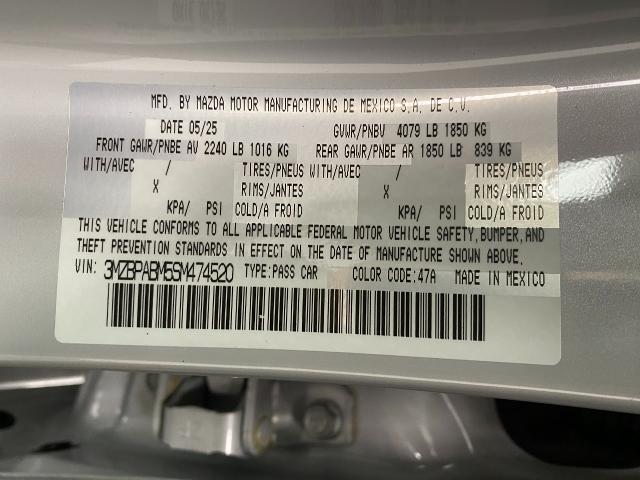 MFD. BY MAZDA MOTOR MANUFACTURING DE MEXICO S.A. DE C.V.
DATE 05/25 GVWR/PNBV 4079 LB 1850 KG
FRONT GAWR/PNBE AV 2240 LB 1016 KG REAR GAWR/PNBE AR 1850 LB 839 KG
WITH/AVEC / TIRES/PNEUS WITH/AVEC / TIRES/PNEUS
X RIMS/JANTES X RIMS/JANTES
KPA/ PSI COLD/A FROID KPA/ PSI COLD/A FROID
THIS VEHICLE CONFORMS TO ALL APPLICABLE FEDERAL MOTOR VEHICLE SAFETY, BUMPER, AND
THEFT PREVENTION STANDARDS IN EFFECT ON THE DATE OF MANUFACTURE SHOWN ABOVE.
VIN: 3MZBPABM5SM474520 TYPE: PASS CAR COLOR CODE: 47A MADE IN MEXICO